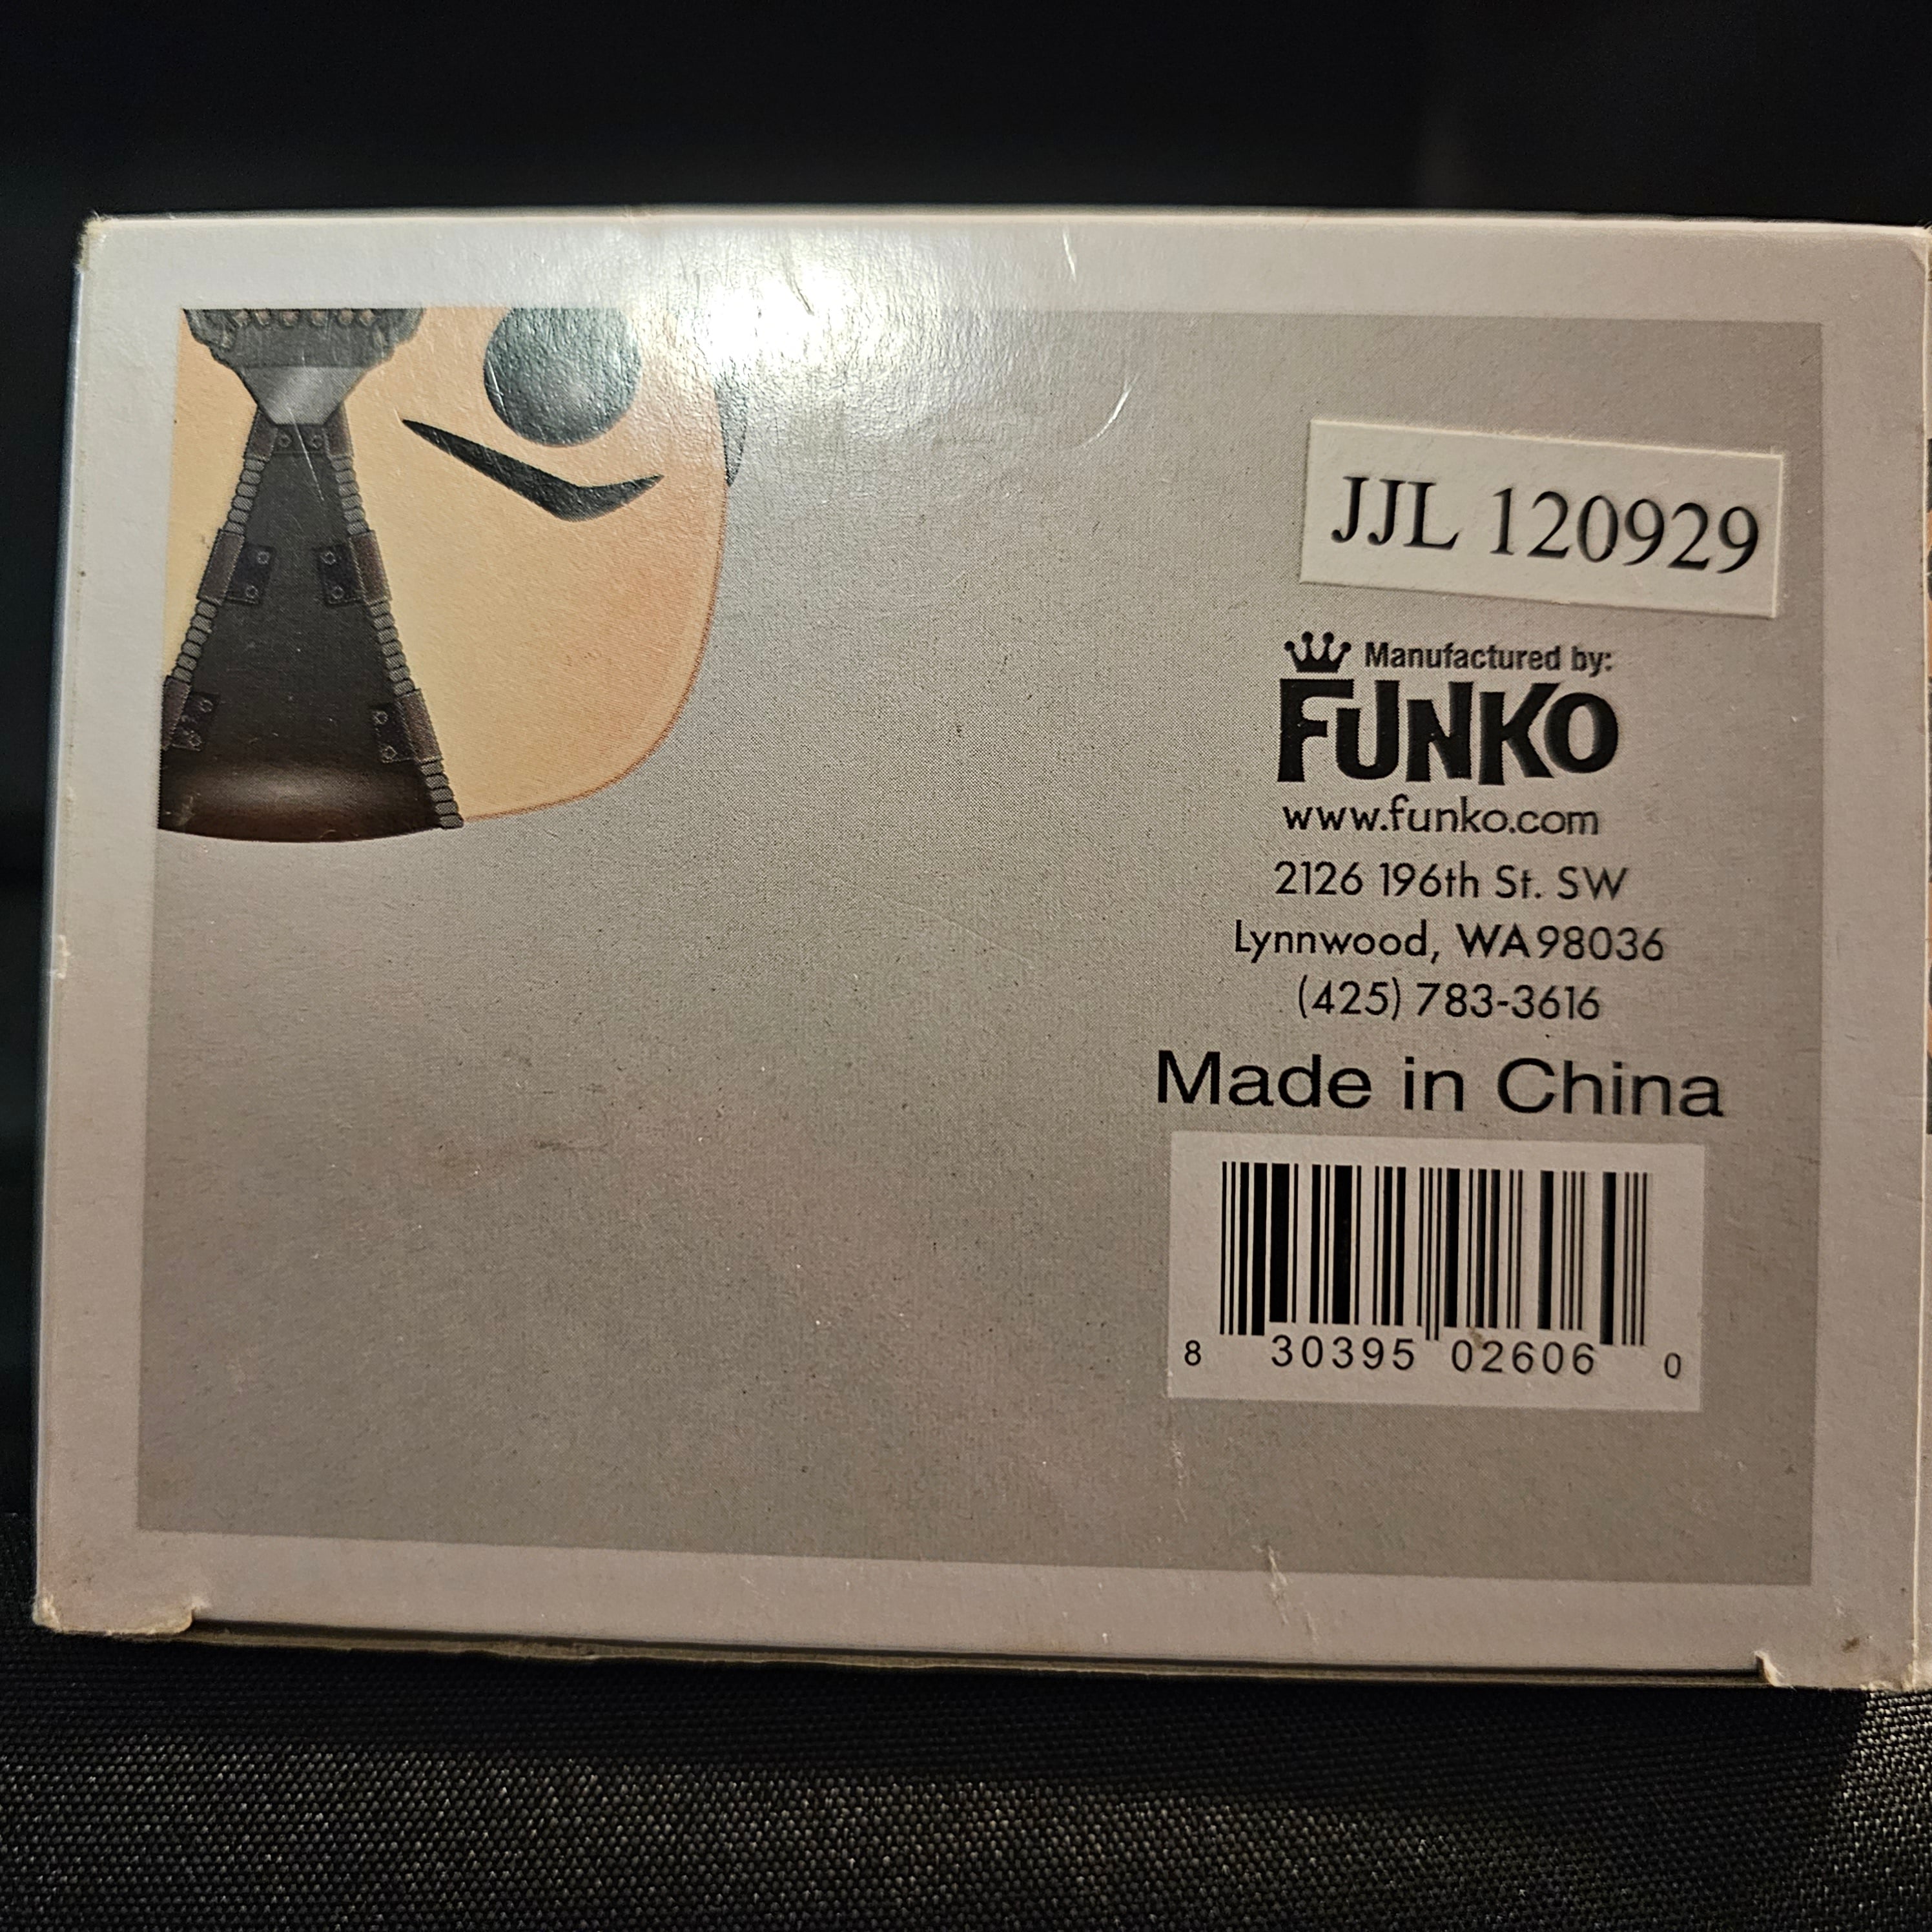 JJL 120929
Manufactured by:
FUNKO
www.funko.com
2126 196th St. SW
Lynnwood, WA98036
(425) 783-3616
Made in China
8 30395 02606 0